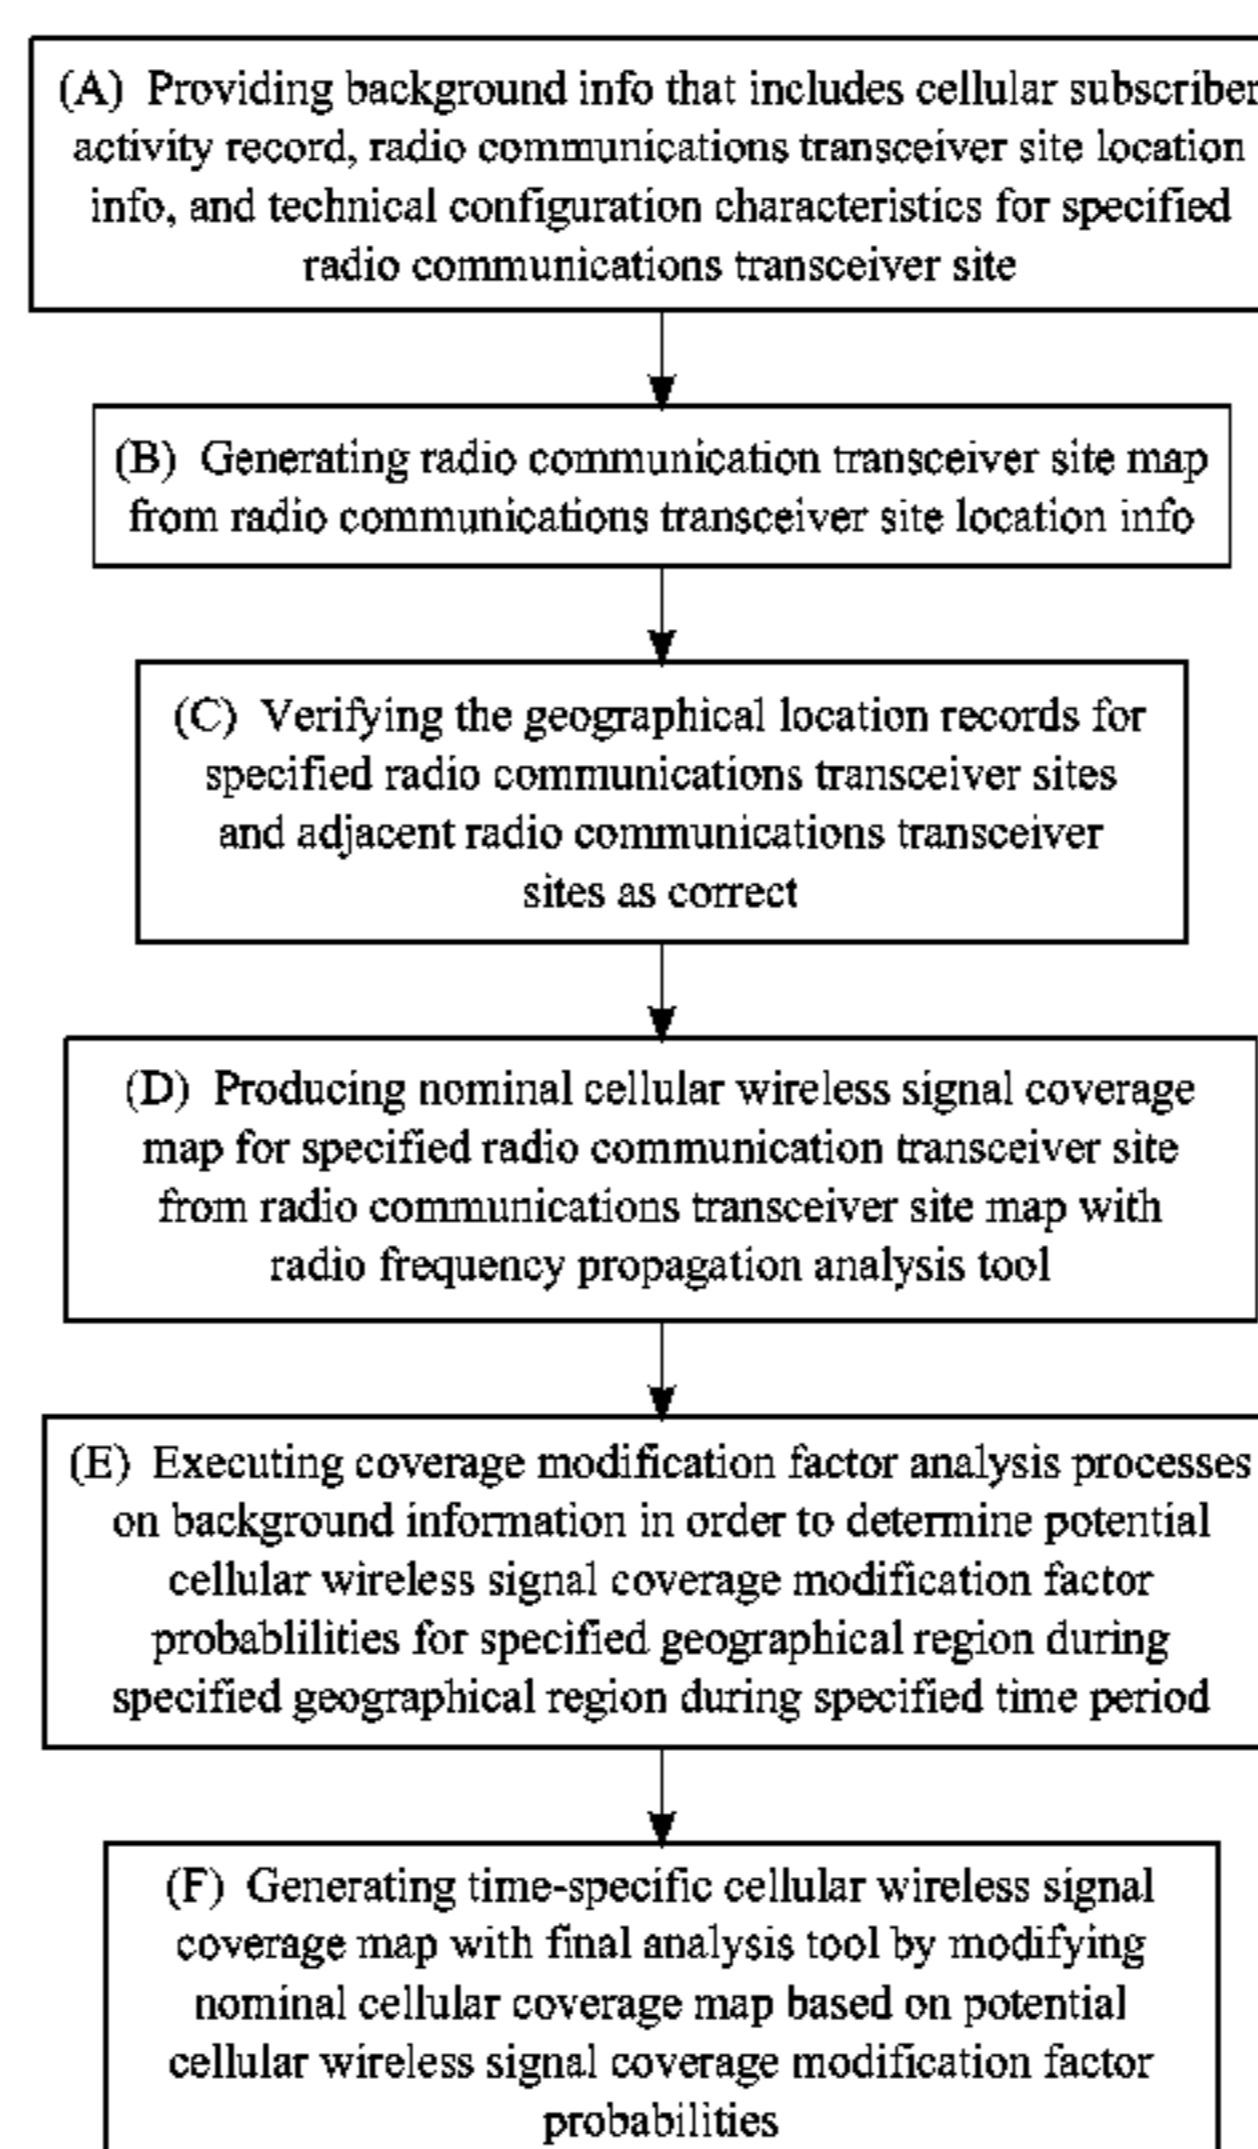 (A) Providing background info that includes cellular subscriber
activity record, radio communications transceiver site location
info, and technical configuration characteristics for specified
radio communications transceiver site
(B) Generating radio communication transceiver site map
from radio communications transceiver site location info
(C) Verifying the geographical location records for
specified radio communications transceiver sites
and adjacent radio communications transceiver
sites as correct
(D) Producing nominal cellular wireless signal coverage
map for specified radio communication transceiver site
from radio communications transceiver site map with
radio frequency propagation analysis tool
(E) Executing coverage modification factor analysis processes
on background information in order to determine potential
cellular wireless signal coverage modification factor
probablilities for specified geographical region during
specified geographical region during specified time period
(F) Generating time-specific cellular wireless signal
coverage map with final analysis tool by modifying
nominal cellular coverage map based on potential
cellular wireless signal coverage modification factor
probabilities